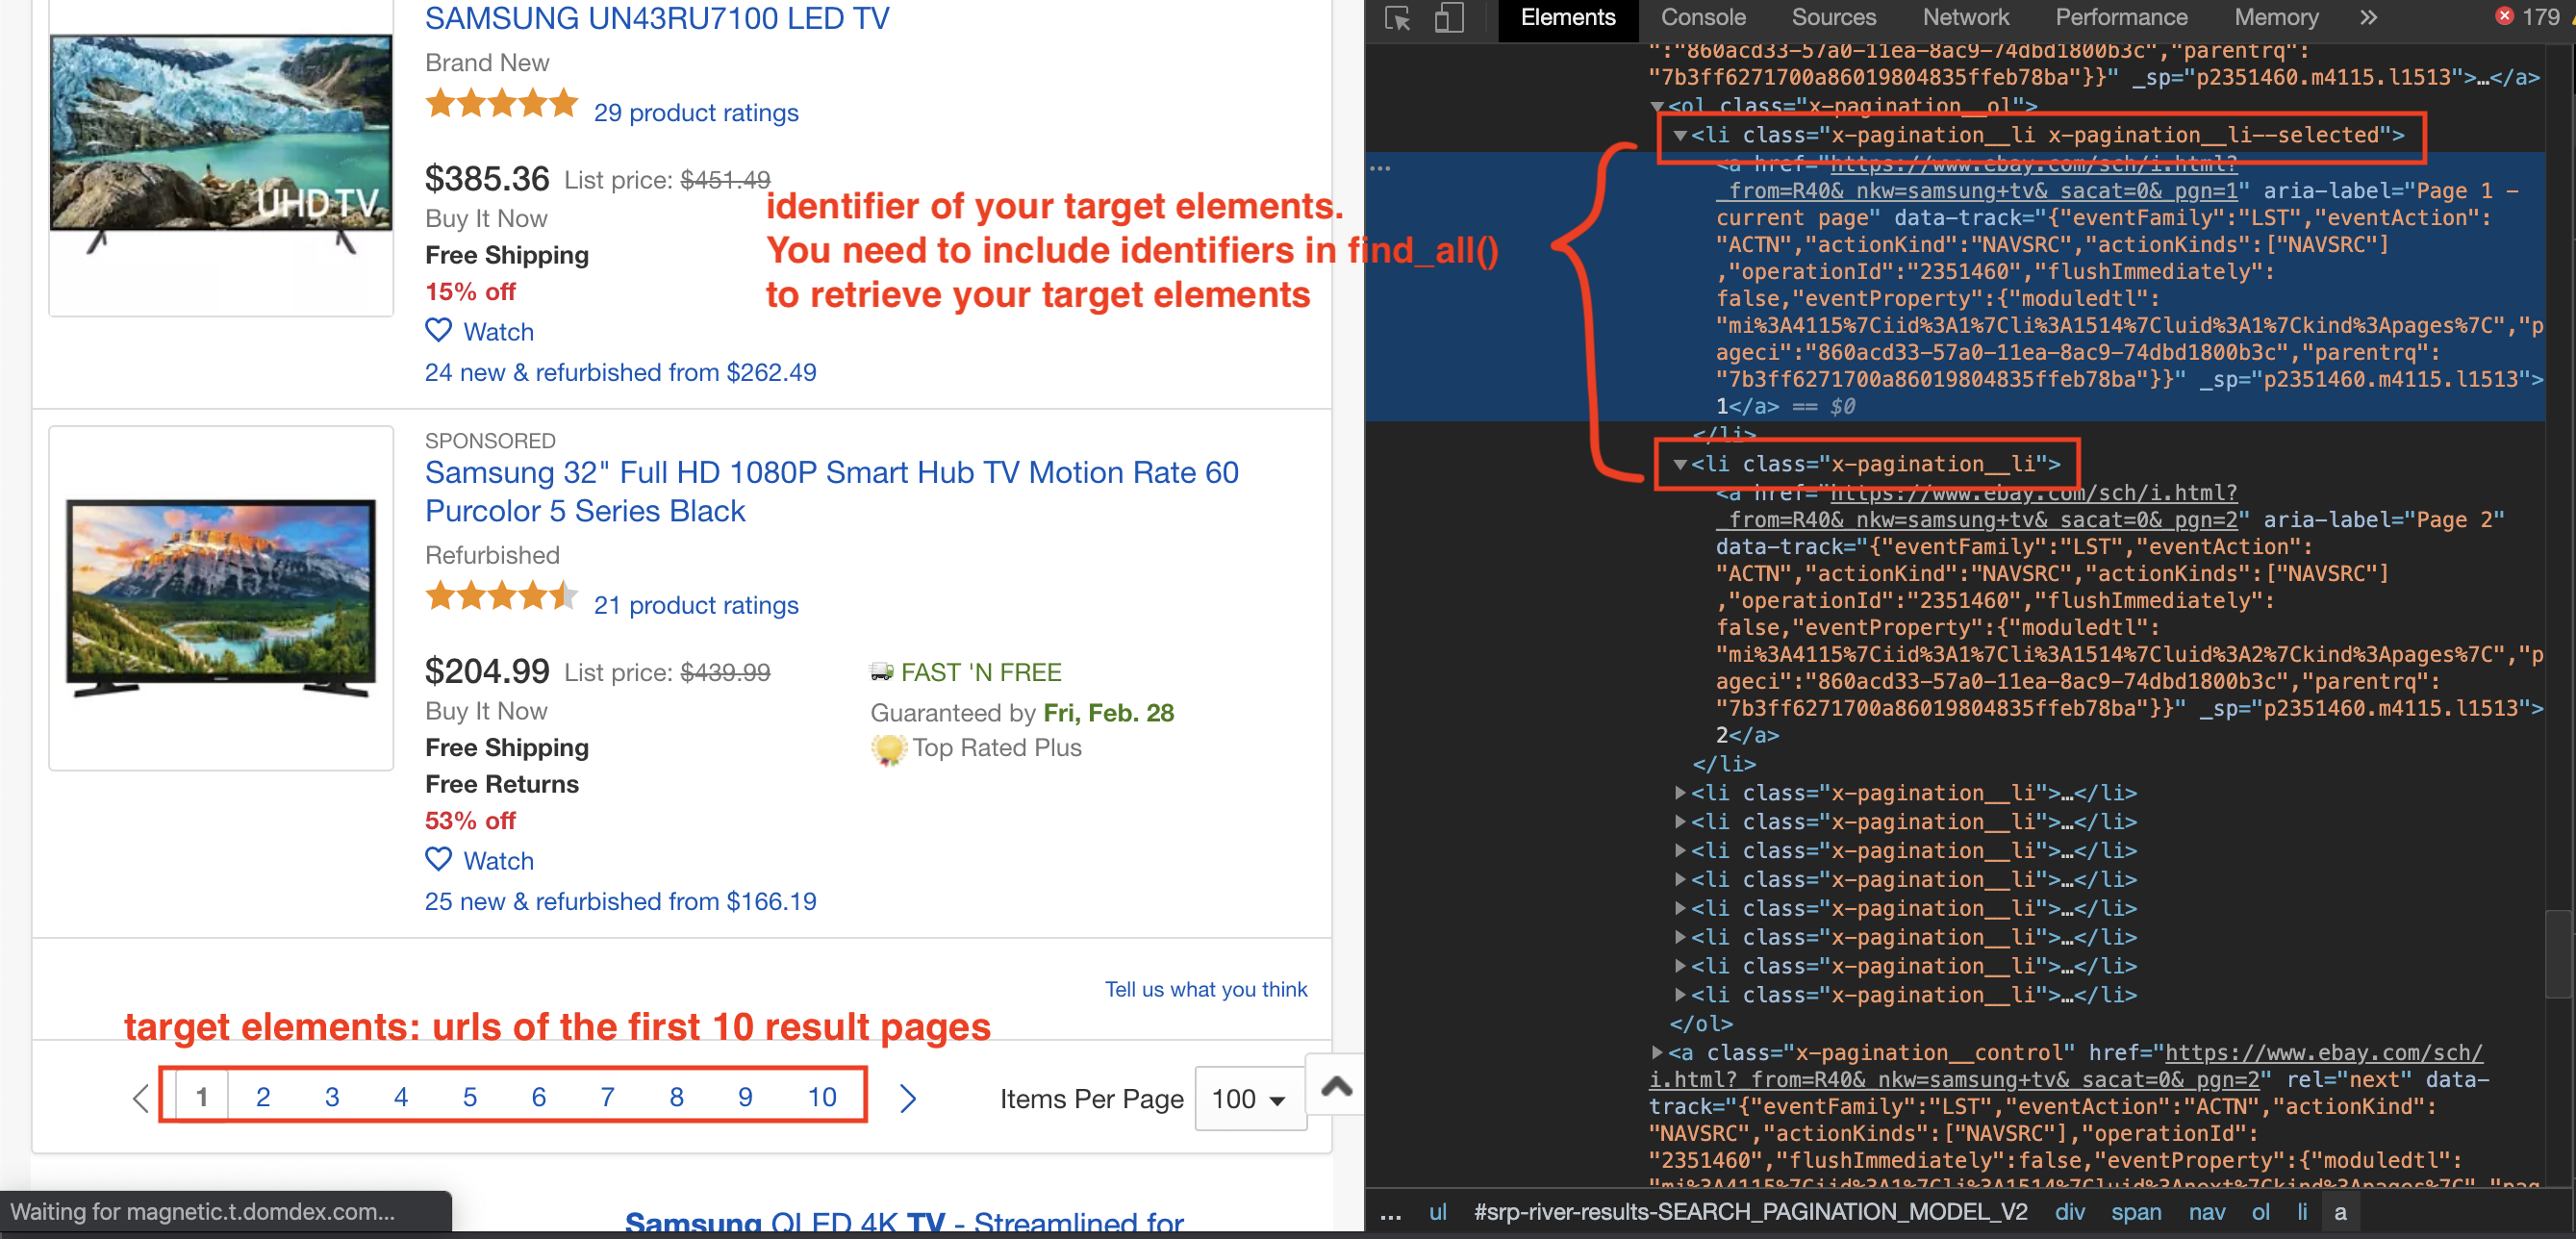 SAMSUNG UN43RU7100 LED TV
Brand New
29 product ratings
$385.36 List price: $451.49
Buy It Now
Free Shipping
15% off
Watch
24 new & refurbished from $262.49
UHD TV
identifier of your target elements.
You need to include identifiers in find_all()
to retrieve your target elements
SPONSORED
Samsung 32" Full HD 1080P Smart Hub TV Motion Rate 60
Purcolor 5 Series Black
Refurbished
21 product ratings
$204.99 List price: $439.99
Buy It Now
Free Shipping
Free Returns
53% off
Watch
25 new & refurbished from $166.19
FAST 'N FREE
Guaranteed by Fri, Feb. 28
Top Rated Plus
Tell us what you think
target elements: urls of the first 10 result pages
1 2 3 4 5 6 7 8 9 10
Items Per Page 100
Waiting for magnetic.t.domdex.com...
Samsung QLED 4K TV - Streamlined for
Elements Console Sources Network Performance Memory » 179
":"860acd33-57a0-11ea-8ac9-74dbd1800b3c","parentrq":
"7b3ff6271700a86019804835ffeb78ba"}}" _sp="p2351460.m4115.l1513">…</a>
<ol class="x-pagination__ol">
<li class="x-pagination__li x-pagination__li--selected">
<a href="https://www.ebay.com/sch/i.html?
_from=R40&_nkw=samsung+tv&_sacat=0&_pgn=1" aria-label="Page 1 -
current page" data-track="{"eventFamily":"LST","eventAction":
"ACTN","actionKind":"NAVSRC","actionKinds":["NAVSRC"]
,"operationId":"2351460","flushImmediately":
false,"eventProperty":{"moduledtl":
"mi%3A4115%7Ciid%3A1%7Cli%3A1514%7Cluid%3A1%7Ckind%3Apages%7C","p
ageci":"860acd33-57a0-11ea-8ac9-74dbd1800b3c","parentrq":
"7b3ff6271700a86019804835ffeb78ba"}}" _sp="p2351460.m4115.l1513">
1</a> == $0
</li>
<li class="x-pagination__li">
<a href="https://www.ebay.com/sch/i.html?
_from=R40&_nkw=samsung+tv&_sacat=0&_pgn=2" aria-label="Page 2"
data-track="{"eventFamily":"LST","eventAction":
"ACTN","actionKind":"NAVSRC","actionKinds":["NAVSRC"]
,"operationId":"2351460","flushImmediately":
false,"eventProperty":{"moduledtl":
"mi%3A4115%7Ciid%3A1%7Cli%3A1514%7Cluid%3A2%7Ckind%3Apages%7C","p
ageci":"860acd33-57a0-11ea-8ac9-74dbd1800b3c","parentrq":
"7b3ff6271700a86019804835ffeb78ba"}}" _sp="p2351460.m4115.l1513">
2</a>
</li>
<li class="x-pagination__li">…</li>
<li class="x-pagination__li">…</li>
<li class="x-pagination__li">…</li>
<li class="x-pagination__li">…</li>
<li class="x-pagination__li">…</li>
<li class="x-pagination__li">…</li>
<li class="x-pagination__li">…</li>
<li class="x-pagination__li">…</li>
</ol>
<a class="x-pagination__control" href="https://www.ebay.com/sch/
i.html?_from=R40&_nkw=samsung+tv&_sacat=0&_pgn=2" rel="next" data-
track="{"eventFamily":"LST","eventAction":"ACTN","actionKind":
"NAVSRC","actionKinds":["NAVSRC"],"operationId":
"2351460","flushImmediately":false,"eventProperty":{"moduledtl":
"mi%3A4115%7Ciid%3A1%7Cli%3A1514%7Cluid%3Anext%7Ckind%3Apages%7C","pag
... ul #srp-river-results-SEARCH_PAGINATION_MODEL_V2 div span nav ol li a